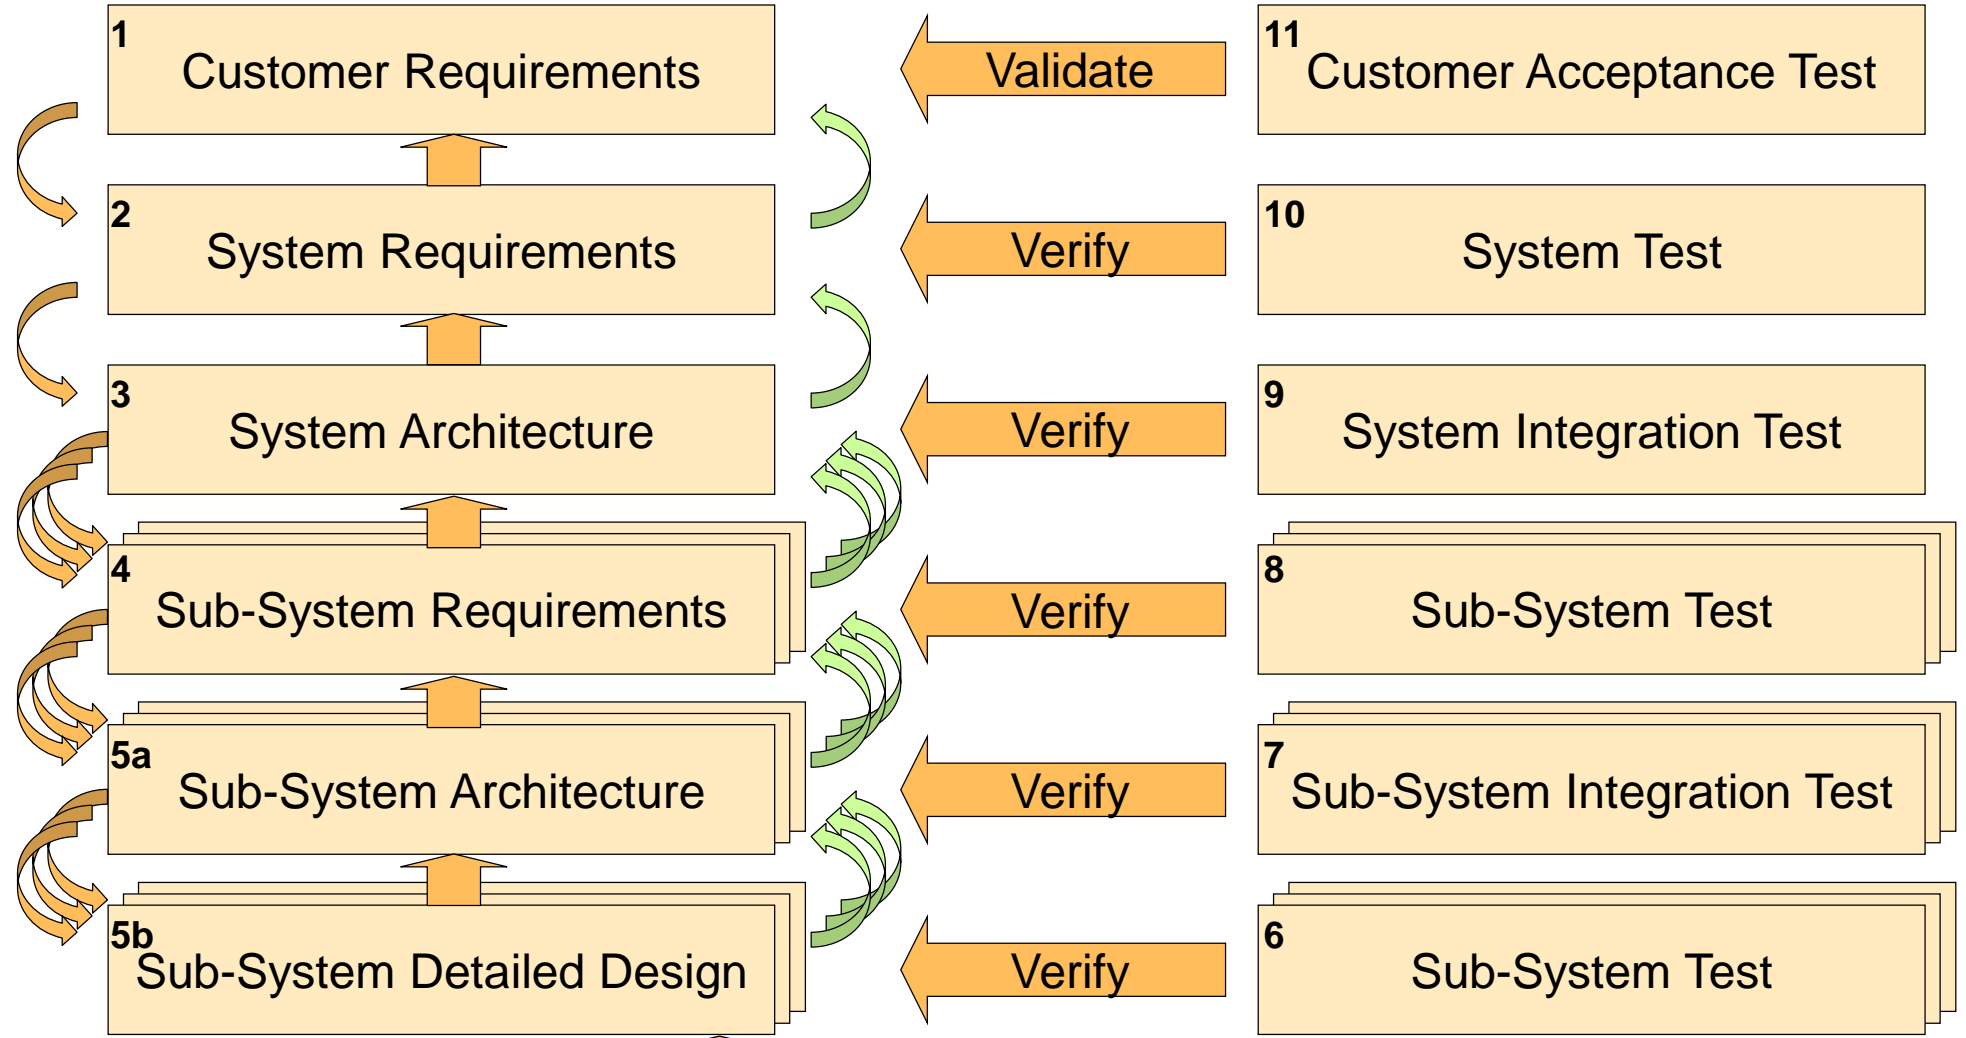 1
Customer Requirements
Validate
11
Customer Acceptance Test
2
System Requirements
Verify
10
System Test
3
System Architecture
Verify
9
System Integration Test
4
Sub-System Requirements
Verify
8
Sub-System Test
5a
Sub-System Architecture
Verify
7
Sub-System Integration Test
5b
Sub-System Detailed Design
Verify
6
Sub-System Test